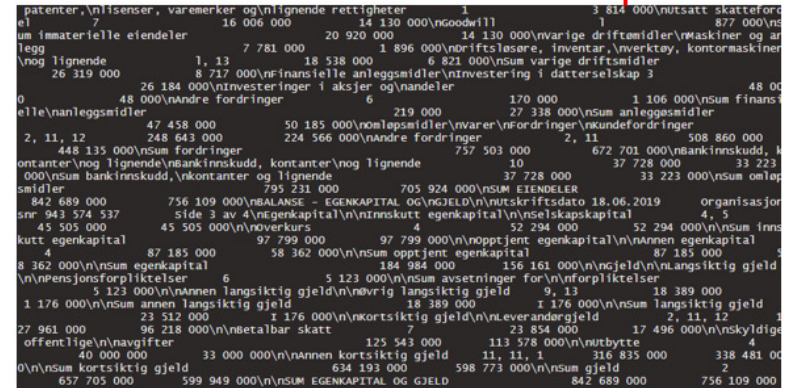 patenter,\nlisenser, varemerker og\nlignende rettigheter 1 3 814 000\nUtsatt skatteford
el 7 16 006 000 14 130 000\nGoodwill 1 877 000\nS
um immaterielle eiendeler 20 920 000 14 130 000\nVarige driftsmidler\nMaskiner og an
legg 7 781 000 1 896 000\nDriftsløsøre, inventar,\nverktøy, kontormaskiner
\nog lignende 1, 13 18 538 000 6 821 000\nSum varige driftsmidler
26 319 000 8 717 000\nFinansielle anleggsmidler\nInvestering i datterselskap 3
26 184 000\nInvesteringer i aksjer og\nandeler 48 00
0 48 000\nAndre fordringer 6 170 000 1 106 000\nSum finansi
elle\nanleggsmidler 219 000 27 338 000\nSum anleggsmidler
47 458 000 50 185 000\nOmløpsmidler\nVarer\nFordringer\nKundefordringer
2, 11, 12 248 643 000 224 566 000\nAndre fordringer 2, 11 508 860 000
448 135 000\nSum fordringer 757 503 000 672 701 000\nBankinnskudd, k
ontanter\nog lignende\nBankinnskudd, kontanter\nog lignende 10 37 728 000 33 223
000\nSum bankinnskudd,\nkontanter og lignende 37 728 000 33 223 000\nSum omløp
smidler 795 231 000 705 924 000\nSUM EIENDELER
842 689 000 756 109 000\nBALANSE - EGENKAPITAL OG\nGJELD\n\nUtskriftsdato 18.06.2019 organisasjon
snr 943 574 537 Side 3 av 4\nEgenkapital\n\nInnskutt egenkapital\n\nSelskapskapital 4, 5
45 505 000 45 505 000\n\nOverkurs 4 52 294 000 52 294 000\n\nSum inns
kutt egenkapital 97 799 000 97 799 000\n\nOpptjent egenkapital\n\nAnnen egenkapital
4 87 185 000 58 362 000\n\nSum opptjent egenkapital 87 185 000 5
8 362 000\n\nSum egenkapital 184 984 000 156 161 000\n\nGjeld\n\nLangsiktig gjeld
\n\nPensjonsforpliktelser 6 5 123 000\n\nSum avsetninger for\n\nforpliktelser
5 123 000\n\nAnnen langsiktig gjeld\n\nØvrig langsiktig gjeld 9, 13 18 389 000
1 176 000\n\nSum annen langsiktig gjeld 18 389 000 I 176 000\n\nSum langsiktig gjeld
23 512 000 I 176 000\n\nKortsiktig gjeld\n\nLeverandørgjeld 2, 11, 12 1
27 961 000 96 218 000\n\nBetalbar skatt 7 23 854 000 17 496 000\n\nSkyldige
offentlige\n\navgifter 125 543 000 113 578 000\n\nUtbytte 4
40 000 000 33 000 000\n\nAnnen kortsiktig gjeld 11, 11, 1 316 835 000 338 481 00
0\n\nSum kortsiktig gjeld 634 193 000 598 773 000\n\nSum gjeld 2
657 705 000 599 949 000\n\nSUM EGENKAPITAL OG GJELD 842 689 000 756 109 000